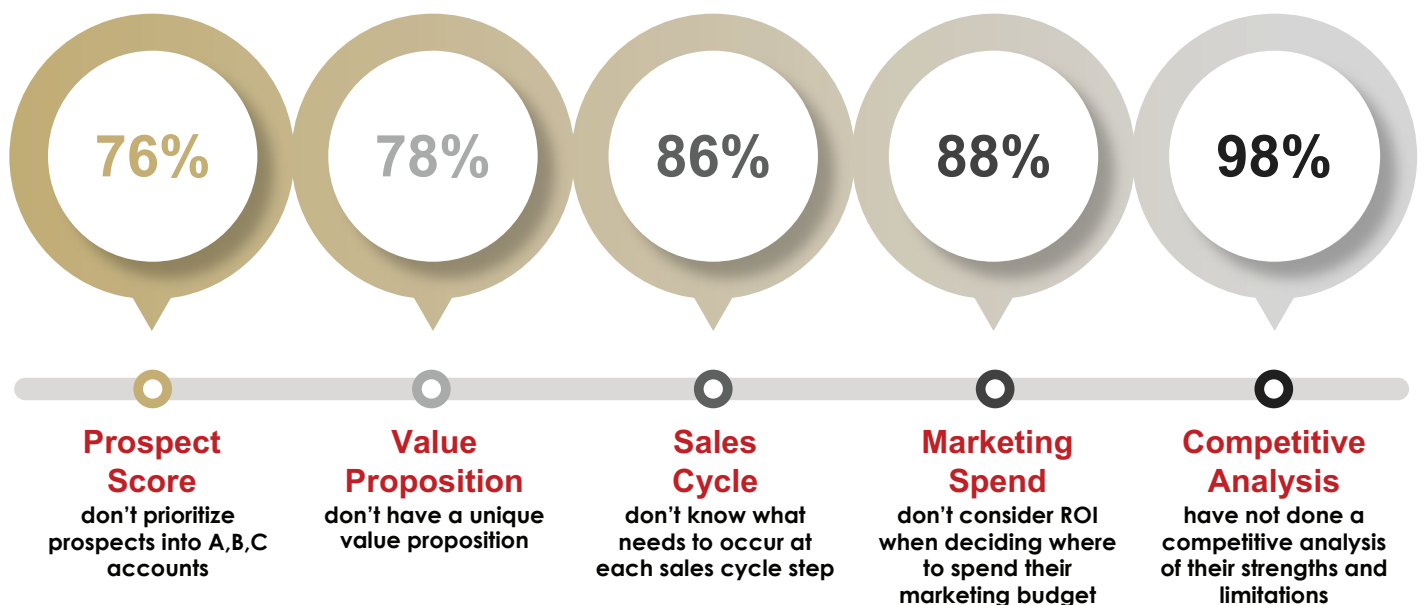 76%
78%
86%
88%
98%
Prospect
Score
don’t prioritize
prospects into A,B,C
accounts
Value
Proposition
don’t have a unique
value proposition
Sales
Cycle
don’t know what
needs to occur at
each sales cycle step
Marketing
Spend
don’t consider ROI
when deciding where
to spend their
marketing budget
Competitive
Analysis
have not done a
competitive analysis
of their strengths and
limitations